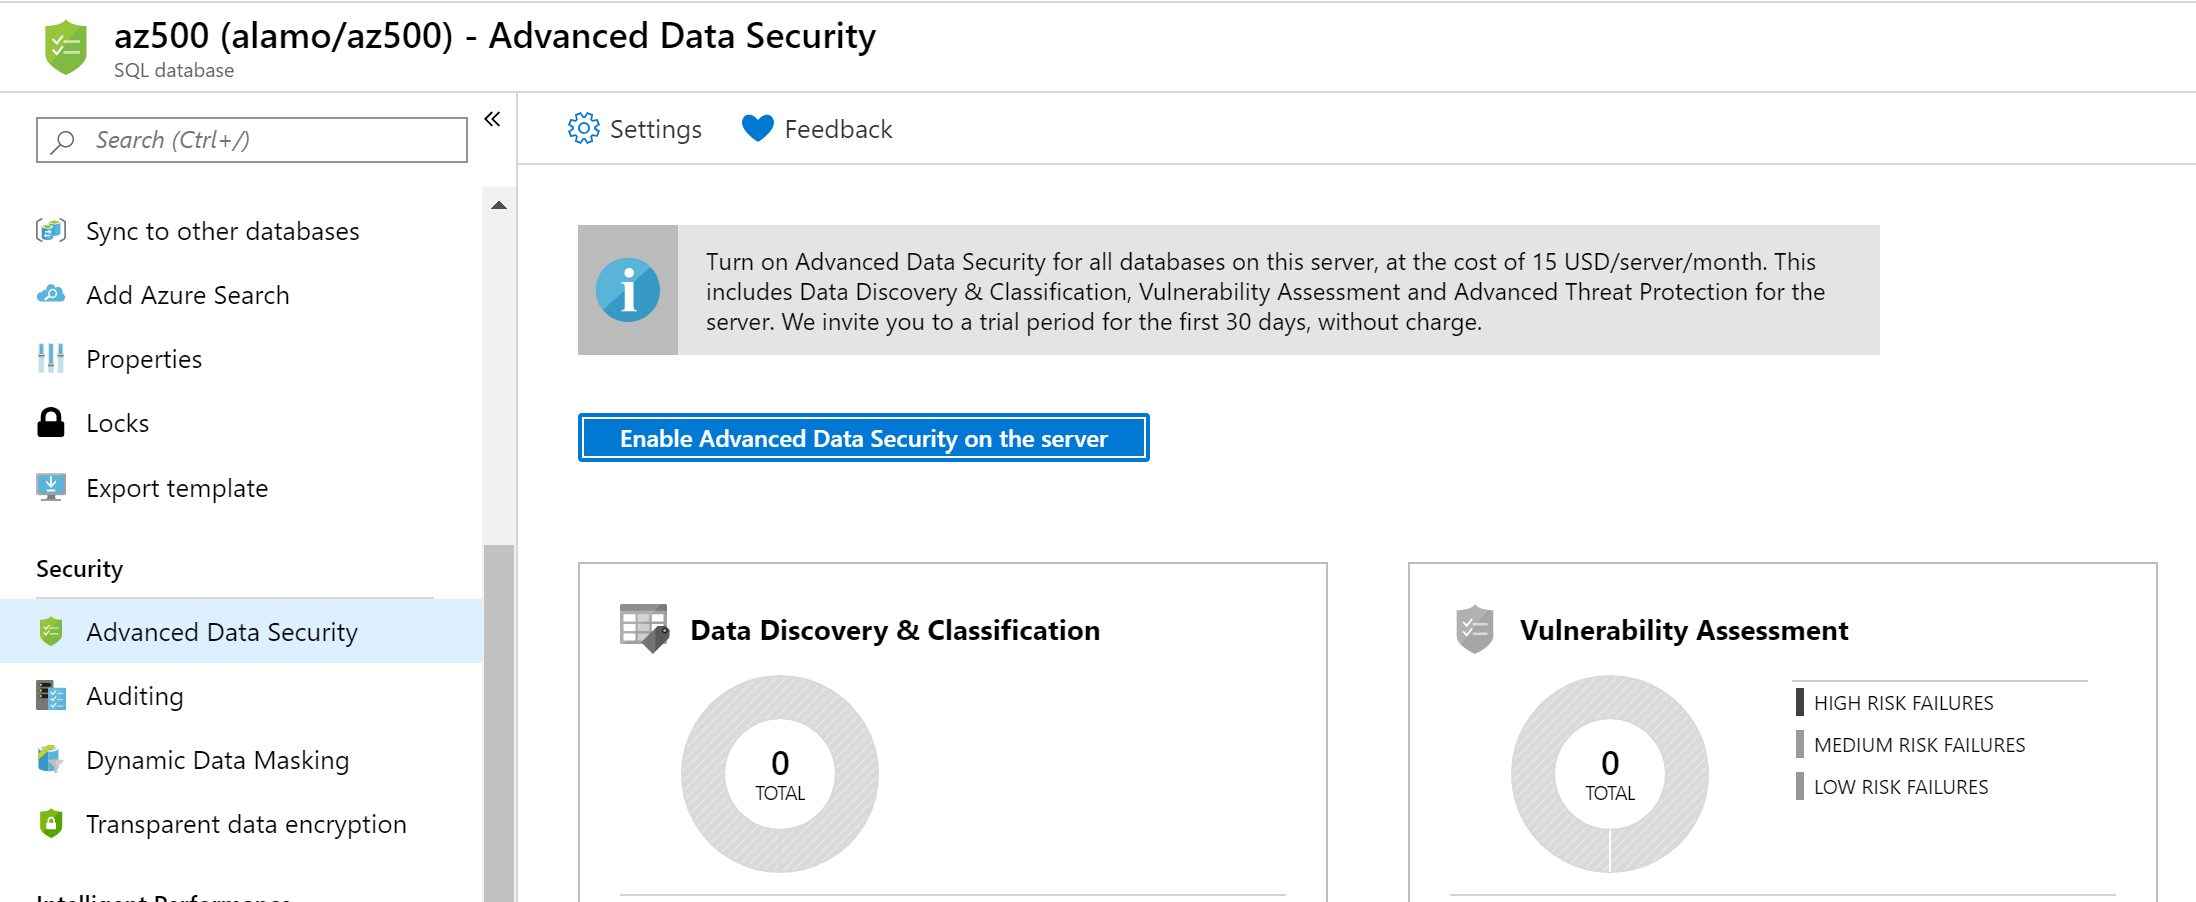 az500 (alamo/az500) - Advanced Data Security
SQL database
Search (Ctrl+/)
«
Sync to other databases
Add Azure Search
Properties
Locks
Export template
Security
Advanced Data Security
Auditing
Dynamic Data Masking
Transparent data encryption
Intelligent Performance
Settings
Feedback
Turn on Advanced Data Security for all databases on this server, at the cost of 15 USD/server/month. This
includes Data Discovery & Classification, Vulnerability Assessment and Advanced Threat Protection for the
server. We invite you to a trial period for the first 30 days, without charge.
Enable Advanced Data Security on the server
Data Discovery & Classification
0
TOTAL
Vulnerability Assessment
0
TOTAL
HIGH RISK FAILURES
MEDIUM RISK FAILURES
LOW RISK FAILURES